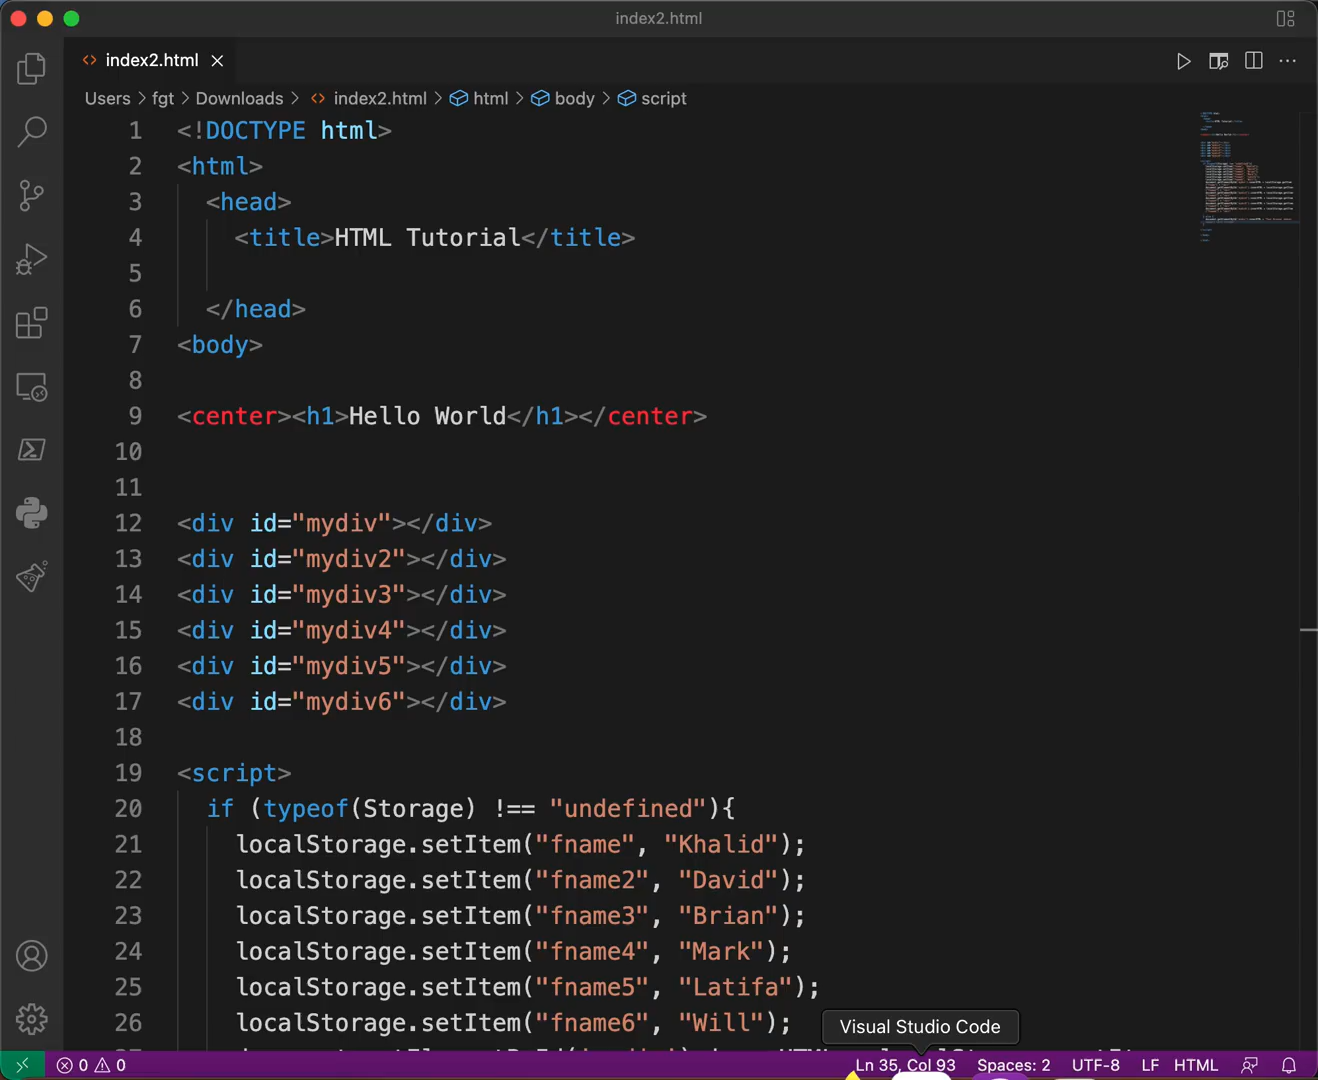 index2.html
index2.html
Users > fgt > Downloads > index2.html > html > body > script
1 <!DOCTYPE html>
2 <html>
3 <head>
4 <title>HTML Tutorial</title>
5
6 </head>
7 <body>
8
9 <center><h1>Hello World</h1></center>
10
11
12 <div id="mydiv"></div>
13 <div id="mydiv2"></div>
14 <div id="mydiv3"></div>
15 <div id="mydiv4"></div>
16 <div id="mydiv5"></div>
17 <div id="mydiv6"></div>
18
19 <script>
20 if (typeof(Storage) !== "undefined"){
21 localStorage.setItem("fname", "Khalid");
22 localStorage.setItem("fname2", "David");
23 localStorage.setItem("fname3", "Brian");
24 localStorage.setItem("fname4", "Mark");
25 localStorage.setItem("fname5", "Latifa");
26 localStorage.setItem("fname6", "Will");
Visual Studio Code
0 0 Ln 35, Col 93 Spaces: 2 UTF-8 LF HTML